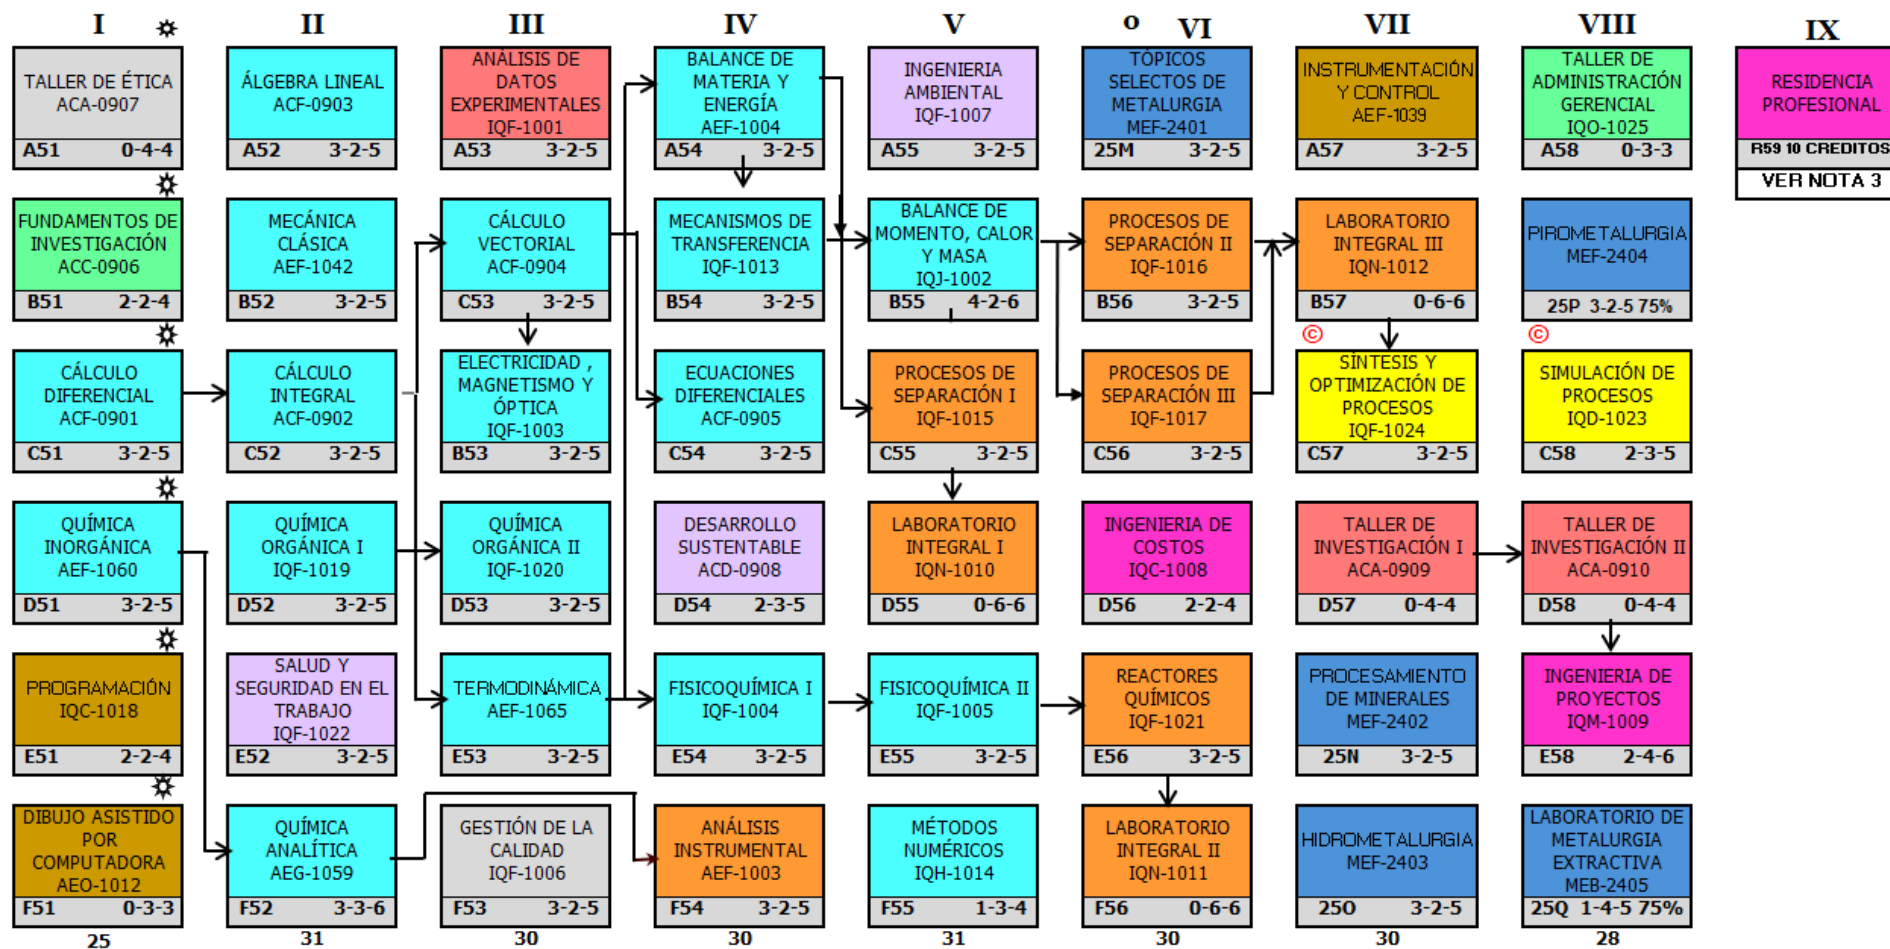 I
II
III
IV
V
o VI
VII
VIII
IX
TALLER DE ÉTICA
ACA-0907
A51 0-4-4
FUNDAMENTOS DE
INVESTIGACIÓN
ACC-0906
B51 2-2-4
CÁLCULO
DIFERENCIAL
ACF-0901
C51 3-2-5
QUÍMICA
INORGÁNICA
AEF-1060
D51 3-2-5
PROGRAMACIÓN
IQC-1018
E51 2-2-4
DIBUJO ASISTIDO
POR
COMPUTADORA
AEO-1012
F51 0-3-3
25
ÁLGEBRA LINEAL
ACF-0903
A52 3-2-5
MECÁNICA
CLÁSICA
AEF-1042
B52 3-2-5
CÁLCULO
INTEGRAL
ACF-0902
C52 3-2-5
QUÍMICA
ORGÁNICA I
IQF-1019
D52 3-2-5
SALUD Y
SEGURIDAD EN EL
TRABAJO
IQF-1022
E52 3-2-5
QUÍMICA
ANALÍTICA
AEG-1059
F52 3-3-6
31
ANÁLISIS DE
DATOS
EXPERIMENTALES
IQF-1001
A53 3-2-5
CÁLCULO
VECTORIAL
ACF-0904
C53 3-2-5
ELECTRICIDAD ,
MAGNETISMO Y
ÓPTICA
IQF-1003
B53 3-2-5
QUÍMICA
ORGÁNICA II
IQF-1020
D53 3-2-5
TERMODINÁMICA
AEF-1065
E53 3-2-5
GESTIÓN DE LA
CALIDAD
IQF-1006
F53 3-2-5
30
BALANCE DE
MATERIA Y
ENERGÍA
AEF-1004
A54 3-2-5
MECANISMOS DE
TRANSFERENCIA
IQF-1013
B54 3-2-5
ECUACIONES
DIFERENCIALES
ACF-0905
C54 3-2-5
DESARROLLO
SUSTENTABLE
ACD-0908
D54 2-3-5
FISICOQUÍMICA I
IQF-1004
E54 3-2-5
ANÁLISIS
INSTRUMENTAL
AEF-1003
F54 3-2-5
30
INGENIERIA
AMBIENTAL
IQF-1007
A55 3-2-5
BALANCE DE
MOMENTO, CALOR
Y MASA
IQJ-1002
B55 4-2-6
PROCESOS DE
SEPARACIÓN I
IQF-1015
C55 3-2-5
LABORATORIO
INTEGRAL I
IQN-1010
D55 0-6-6
FISICOQUÍMICA II
IQF-1005
E55 3-2-5
MÉTODOS
NUMÉRICOS
IQH-1014
F55 1-3-4
31
TÓPICOS
SELECTOS DE
METALURGIA
MEF-2401
25M 3-2-5
PROCESOS DE
SEPARACIÓN II
IQF-1016
B56 3-2-5
PROCESOS DE
SEPARACIÓN III
IQF-1017
C56 3-2-5
INGENIERIA DE
COSTOS
IQC-1008
D56 2-2-4
REACTORES
QUÍMICOS
IQF-1021
E56 3-2-5
LABORATORIO
INTEGRAL II
IQN-1011
F56 0-6-6
30
INSTRUMENTACIÓN
Y CONTROL
AEF-1039
A57 3-2-5
LABORATORIO
INTEGRAL III
IQN-1012
B57 0-6-6
©
SÍNTESIS Y
OPTIMIZACIÓN DE
PROCESOS
IQF-1024
C57 3-2-5
TALLER DE
INVESTIGACIÓN I
ACA-0909
D57 0-4-4
PROCESAMIENTO
DE MINERALES
MEF-2402
25N 3-2-5
HIDROMETALURGIA
MEF-2403
25O 3-2-5
30
TALLER DE
ADMINISTRACIÓN
GERENCIAL
IQO-1025
A58 0-3-3
PIROMETALURGIA
MEF-2404
25P 3-2-5 75%
©
SIMULACIÓN DE
PROCESOS
IQD-1023
C58 2-3-5
TALLER DE
INVESTIGACIÓN II
ACA-0910
D58 0-4-4
INGENIERIA DE
PROYECTOS
IQM-1009
E58 2-4-6
LABORATORIO DE
METALURGIA
EXTRACTIVA
MEB-2405
25Q 1-4-5 75%
28
RESIDENCIA
PROFESIONAL
R59 10 CREDITOS
VER NOTA 3